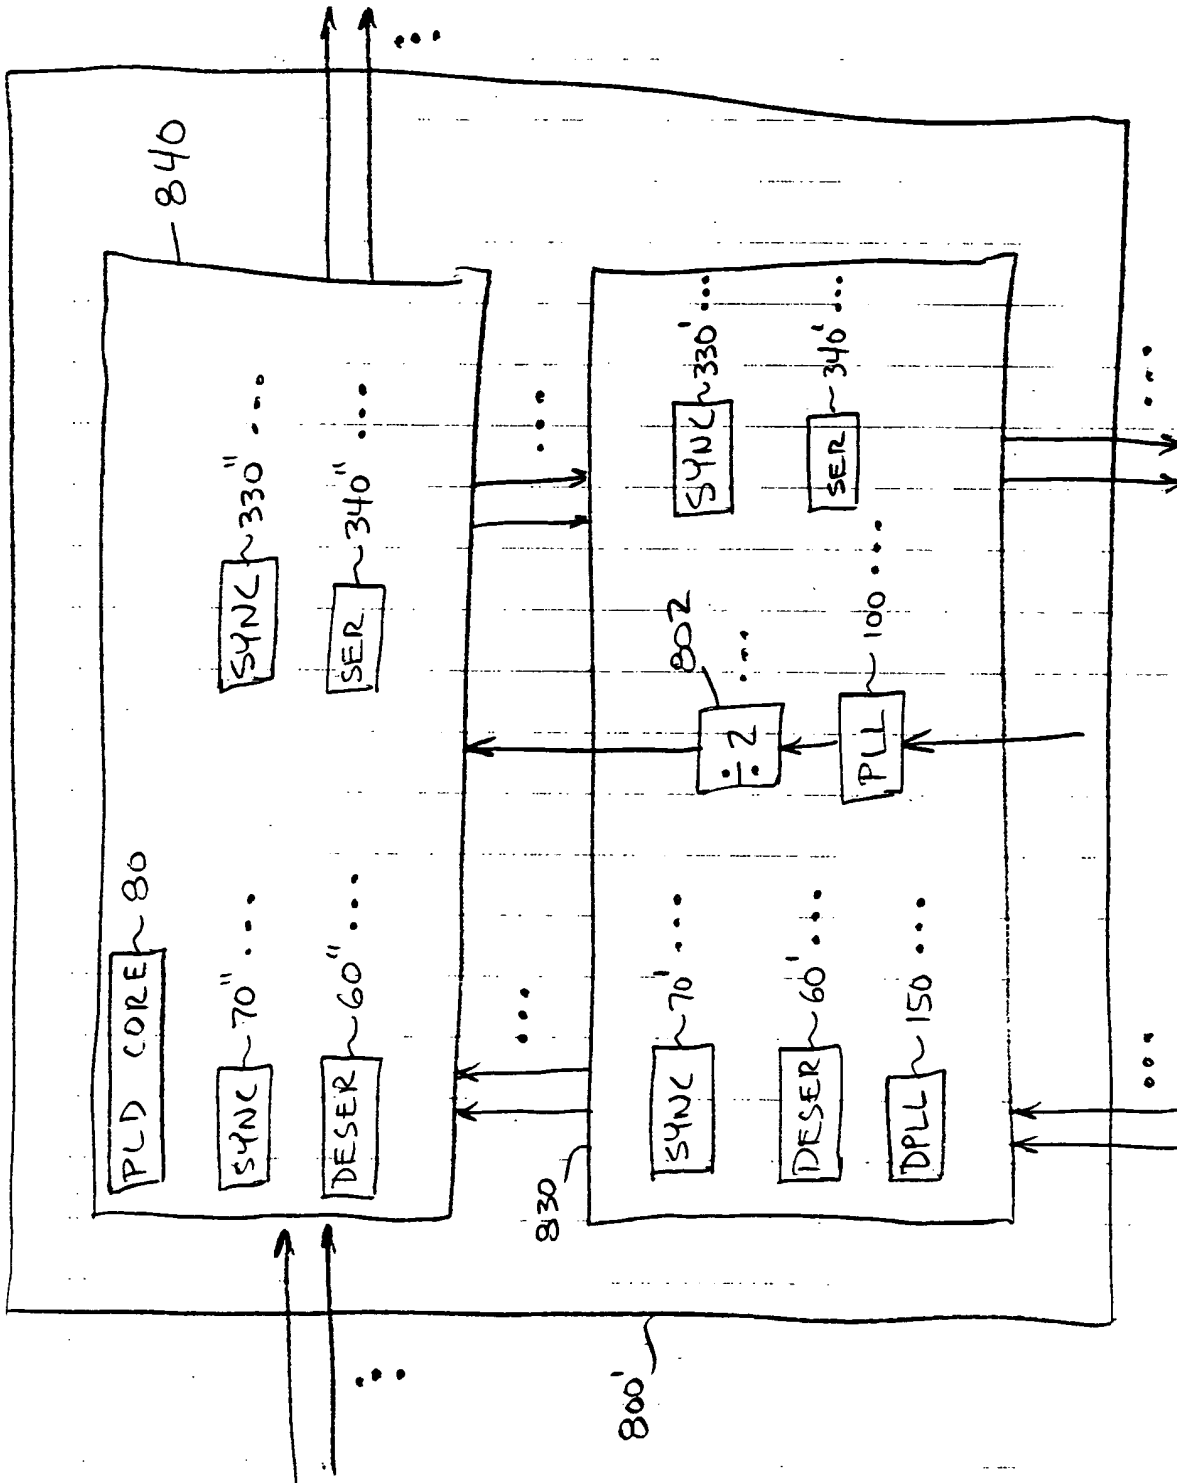 PLD CORE 80
840
SYNC 70" ... SYNC 330" ...
DESER 60" ... SER 340" ...
...
...
... ...
830
800'
SYNC 70' ... 802 SYNC 330' ...
÷2 ...
DESER 60' ... SER 340' ...
PLL 100 ...
DPLL 150 ...
... ...